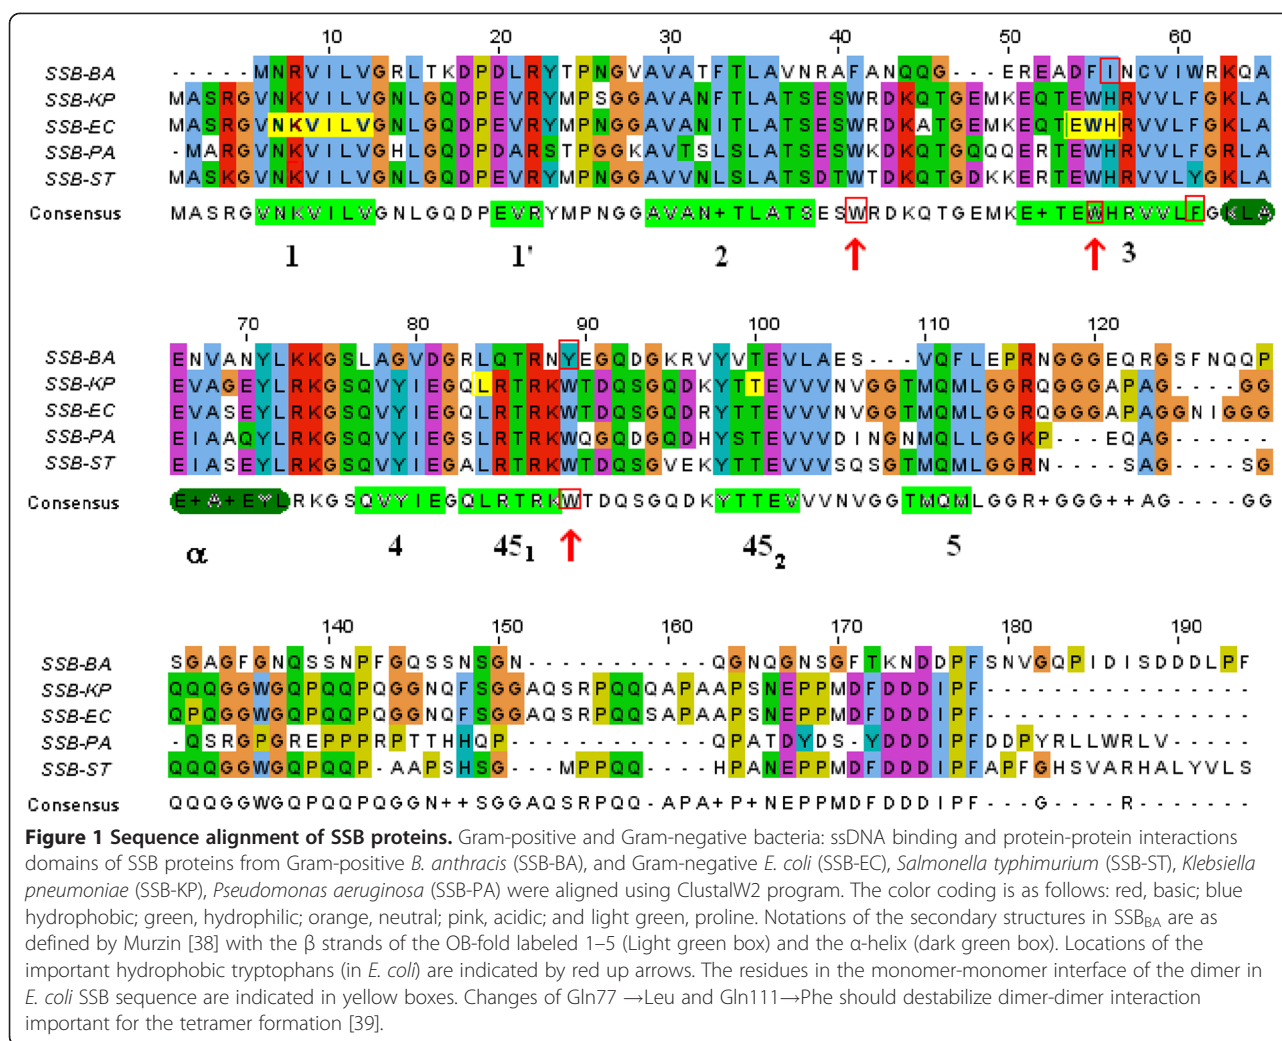 10 20 30 40 50 60
SSB-BA -----MNRVILVGRLTKDPDLRYTPNGVAVATFTLAVNRAFANQQG---EREADFINCVIWRKQA
SSB-KP MASRGVNKVILVGNLGQDPEVRYMPSGGAVANFTLATSESWRDKQTGEMKEQTEWHRVVLFGKLA
SSB-EC MASRGVNKVILVGNLGQDPEVRYMPNGGAVANITLATSESWRDKATGEMKEQTEWHRVVLFGKLA
SSB-PA -MARGVNKVILVGHLGQDPDARSTPGGKAVTSLSLATSESWKDKQTGQQQERTEWHRVVLFGRLA
SSB-ST MASKGVNKVILVGNLGQDPEVRYMPNGGAVVNLSLATSDTWTDKQTGDKKERTEWHRVVLYGKLA
Consensus MASRGVNKVILVGNLGQDPEVRYMPNGGAVAN+TLATSESWRDKQTGEMKE+TEWHRVVLFGKLA
1 1' 2 3
70 80 90 100 110 120
SSB-BA ENVANYLKKGSLAGVDGRLQTRNYEGQDGKRVYVTEVLAES---VQFLEPRNGGGEQRGSFNQQP
SSB-KP EVAGEYLRKGSQVYIEGQLRTRKWTDQSGQDKYTTEVVVNVGGTMQMLGGRQGGGAPAG----GG
SSB-EC EVASEYLRKGSQVYIEGQLRTRKWTDQSGQDRYTTEVVVNVGGTMQMLGGRQGGGAPAGGNIGGG
SSB-PA EIAAQYLRKGSQVYIEGSLRTRKWQGQDGQDHYSTEVVVDINGNMQLLGGKP---EQAG------
SSB-ST EIASEYLRKGSQVYIEGALRTRKWTDQSGVEKYTTEVVVSQSGTMQMLGGRN----SAG----SG
Consensus E+A+EYLRKGSQVYIEGQLRTRKWTDQSGQDKYTTEVVVNVGGTMQMLGGR+GGG++AG----GG
α 4 45₁ 45₂ 5
140 150 160 170 180 190
SSB-BA SGAGFGNQSSNPFGQSSNSGN-----------QGNQGNSGFTKNDDPFSNVGQPIDISDDDLPF
SSB-KP QQQGGWGQPQQPQGGNQFSGGAQSRPQQQAPAAPSNEPPMDFDDDIPF----------------
SSB-EC QPQGGWGQPQQPQGGNQFSGGAQSRPQQSAPAAPSNEPPMDFDDDIPF----------------
SSB-PA -QSRGPGREPPPRPTTHHQP------------QPATDYDS-YDDDIPFDDPYRLLWRLV-----
SSB-ST QQQGGWGQPQQP-AAPSHSG---MPPQQ----HPANEPPMDFDDDIPFAPFGHSVARHALYVLS
Consensus QQQGGWGQPQQPQGGN++SGGAQSRPQQ-APA+P+NEPPMDFDDDIPF---G----R-------
Figure 1 Sequence alignment of SSB proteins. Gram-positive and Gram-negative bacteria: ssDNA binding and protein-protein interactions
domains of SSB proteins from Gram-positive B. anthracis (SSB-BA), and Gram-negative E. coli (SSB-EC), Salmonella typhimurium (SSB-ST), Klebsiella
pneumoniae (SSB-KP), Pseudomonas aeruginosa (SSB-PA) were aligned using ClustalW2 program. The color coding is as follows: red, basic; blue
hydrophobic; green, hydrophilic; orange, neutral; pink, acidic; and light green, proline. Notations of the secondary structures in SSB_BA are as
defined by Murzin [38] with the β strands of the OB-fold labeled 1–5 (Light green box) and the α-helix (dark green box). Locations of the
important hydrophobic tryptophans (in E. coli) are indicated by red up arrows. The residues in the monomer-monomer interface of the dimer in
E. coli SSB sequence are indicated in yellow boxes. Changes of Gln77 →Leu and Gln111→Phe should destabilize dimer-dimer interaction
important for the tetramer formation [39].